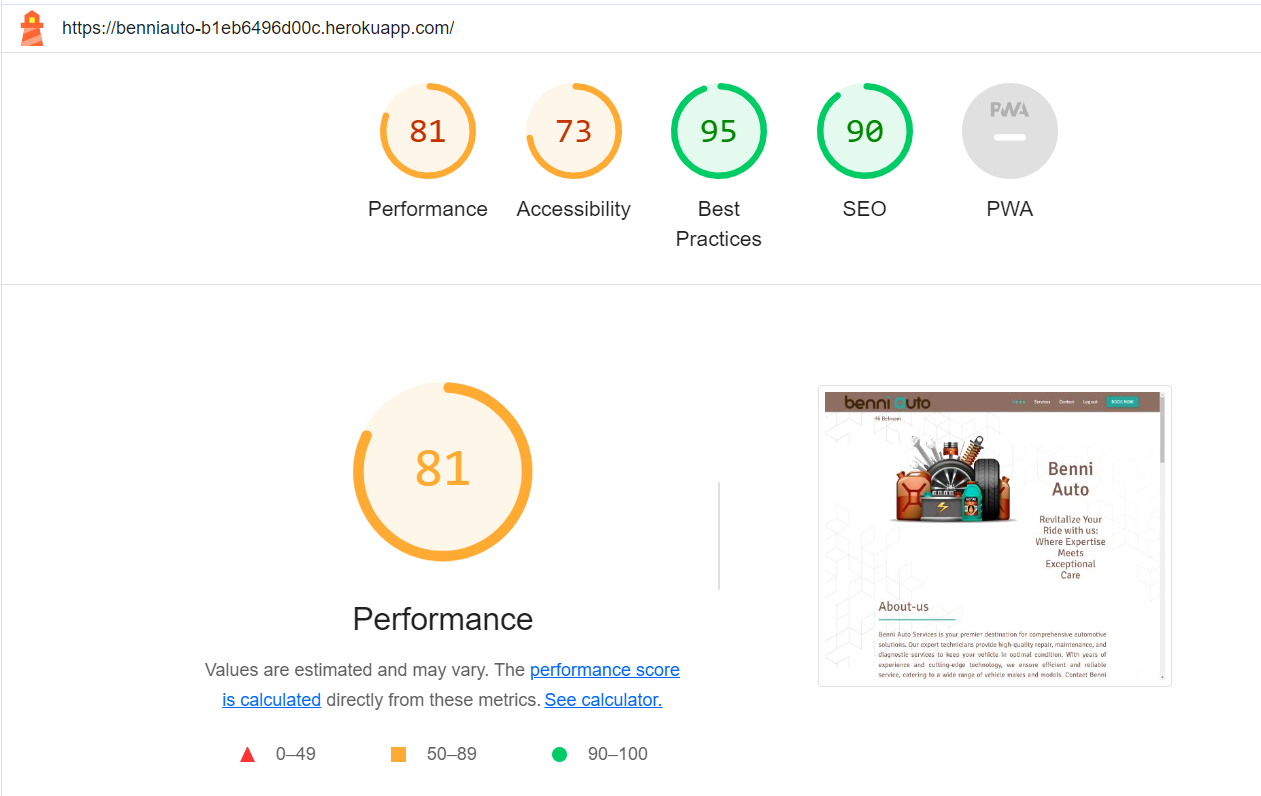 https://benniauto-b1eb6496d00c.herokuapp.com/
81
73
95
90
PWA
Performance
Accessibility
Best
Practices
SEO
PWA
81
Performance
Values are estimated and may vary. The performance score
is calculated directly from these metrics. See calculator.
0–49
50–89
90–100
benni auto
Home Services Contact Log out BOOK NOW
Hi Behnam
Benni
Auto
Revitalize Your
Ride with us:
Where Expertise
Meets
Exceptional
Care
About-us
Benni Auto Services is your premier destination for comprehensive automotive
solutions. Our expert technicians provide high-quality repair, maintenance, and
diagnostic services to keep your vehicle in optimal condition. With years of
experience and cutting-edge technology, we ensure efficient and reliable
service, catering to a wide range of vehicle makes and models. Contact Benni